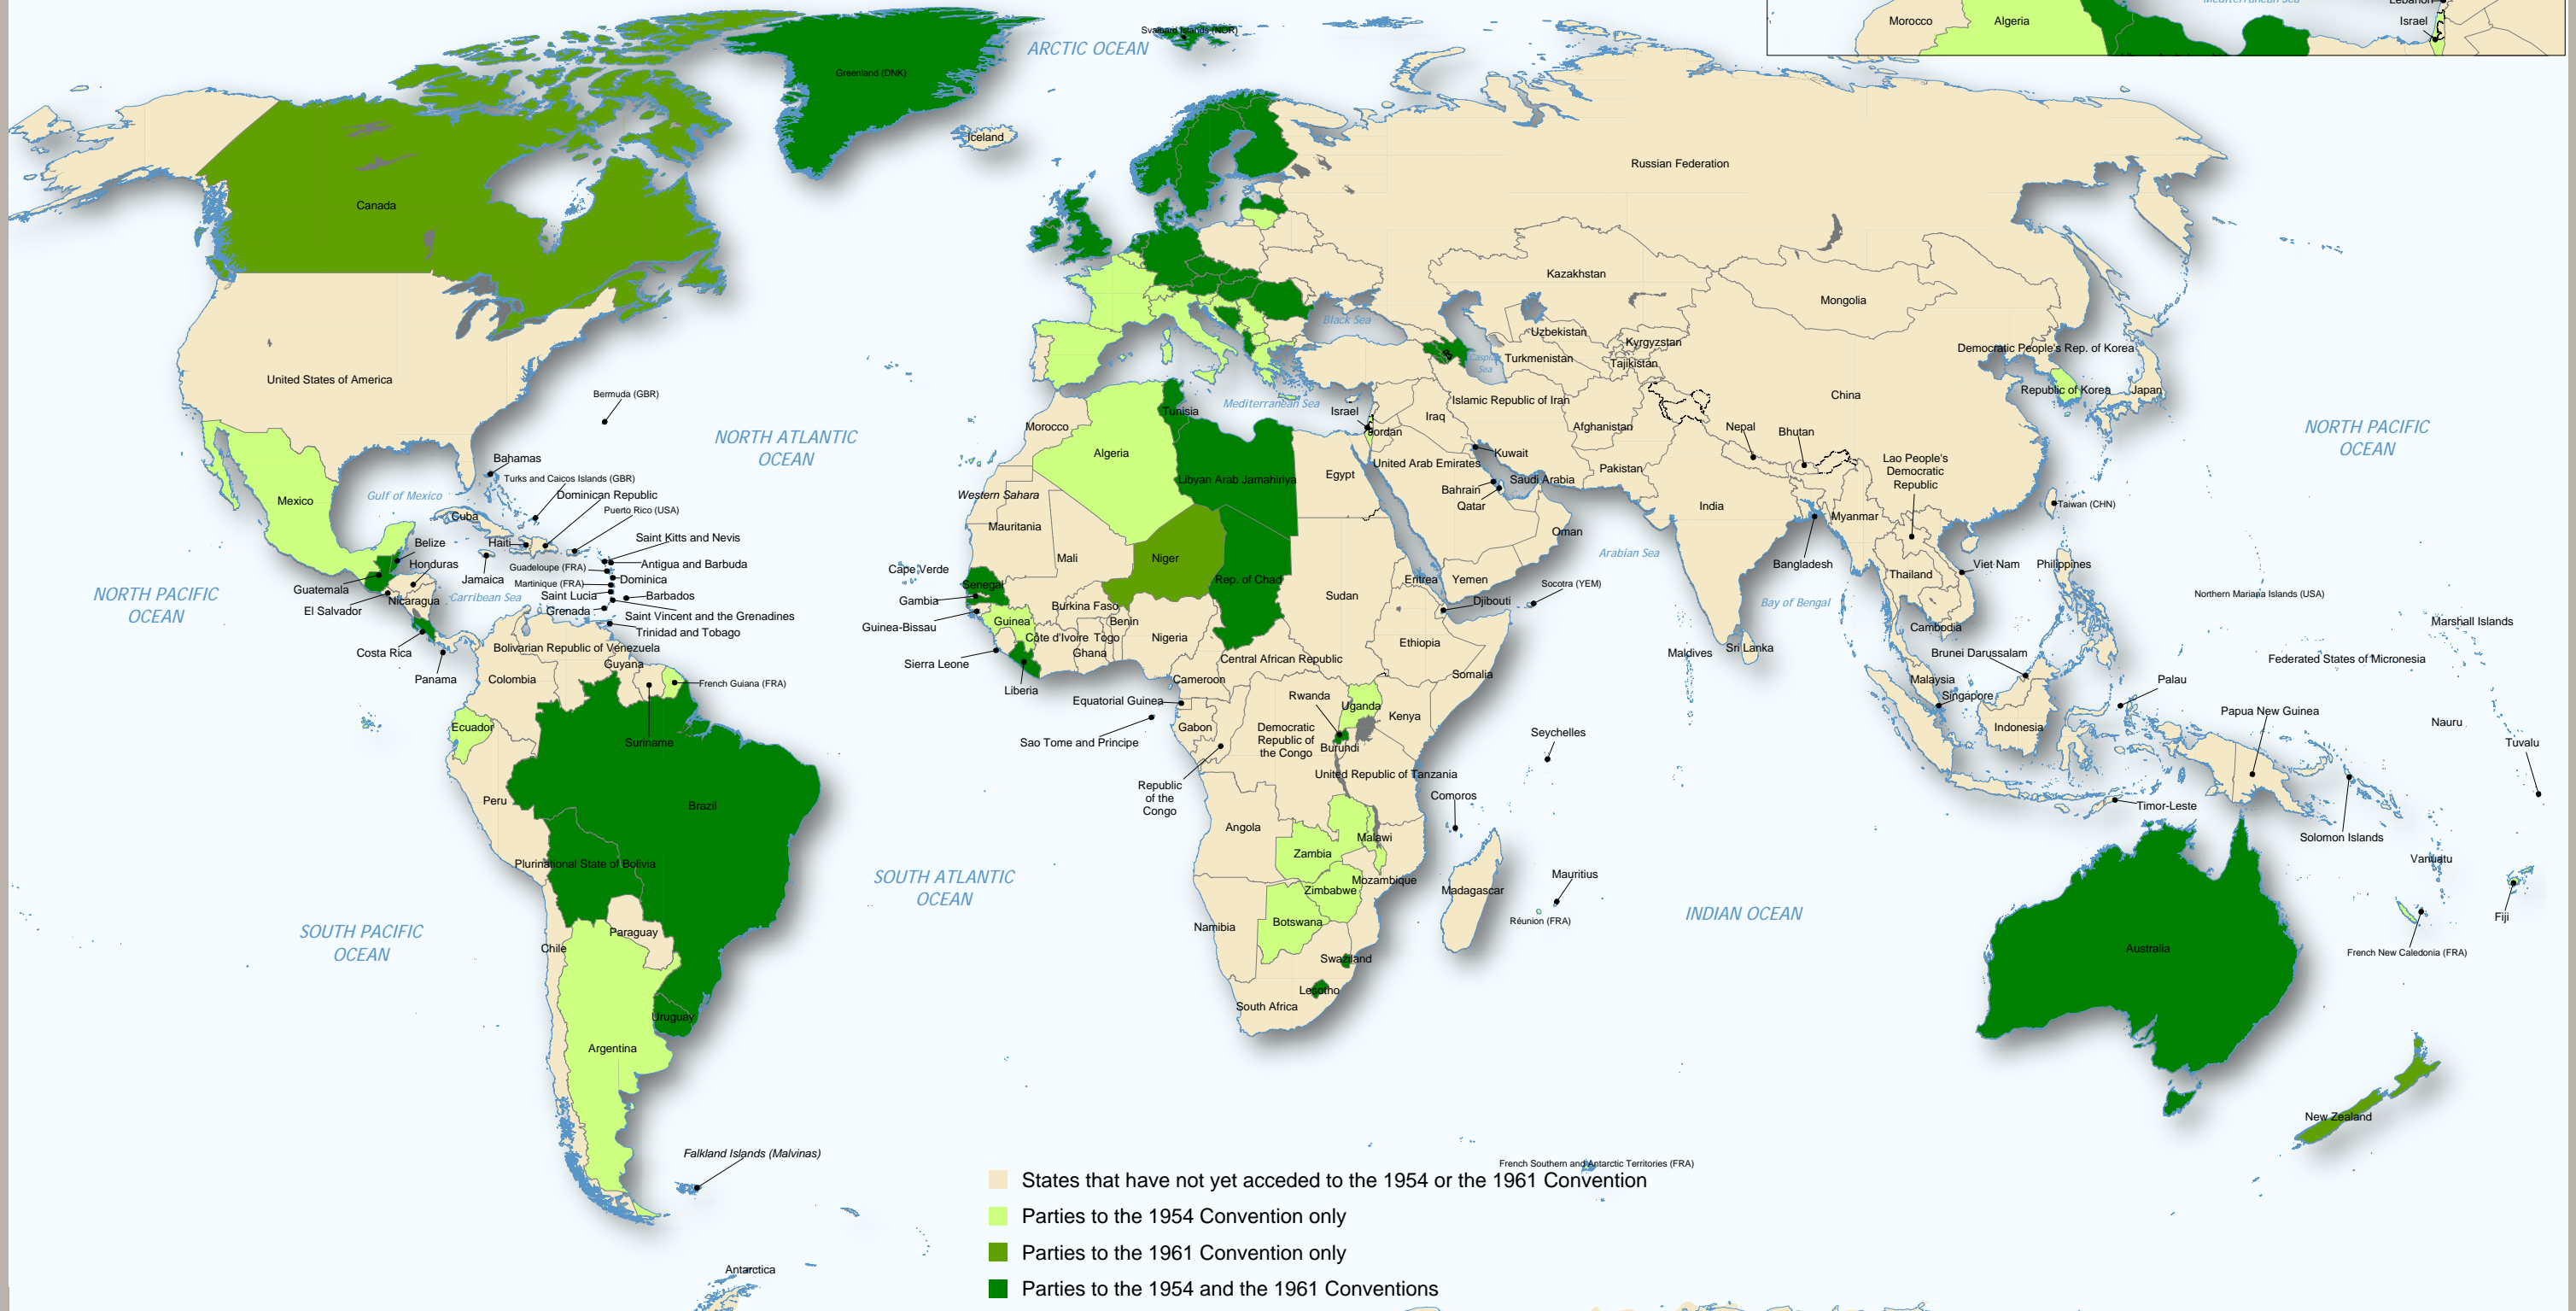 Svalbard Islands (NOR)
ARCTIC OCEAN
Greenland (DNK)
Iceland
Mediterranean Sea
Lebanon
Morocco
Algeria
Israel
Russian Federation
Canada
Kazakhstan
Mongolia
Black Sea
Uzbekistan
Kyrgyzstan
Caspian
Sea
Turkmenistan
Tajikistan
Democratic People's Rep. of Korea
United States of America
Republic of Korea
Japan
China
Bermuda (GBR)
Mediterranean Sea
Tunisia
Israel
Jordan
Iraq
Islamic Republic of Iran
Afghanistan
Nepal
Bhutan
Morocco
NORTH ATLANTIC
OCEAN
NORTH PACIFIC
OCEAN
Algeria
Libyan Arab Jamahiriya
Egypt
United Arab Emirates
Kuwait
Pakistan
Lao People's
Democratic
Republic
Bahamas
Turks and Caicos Islands (GBR)
Dominican Republic
Puerto Rico (USA)
Gulf of Mexico
Mexico
Cuba
Western Sahara
Bahrain
Saudi Arabia
Qatar
India
Myanmar
Taiwan (CHN)
Mauritania
Oman
Haiti
Saint Kitts and Nevis
Belize
Honduras
Guadeloupe (FRA)
Antigua and Barbuda
Jamaica
Martinique (FRA)
Dominica
Guatemala
Saint Lucia
Barbados
Carribean Sea
Nicaragua
El Salvador
Grenada
Saint Vincent and the Grenadines
Trinidad and Tobago
Cape Verde
Mali
Niger
Rep. of Chad
Arabian Sea
Bangladesh
Thailand
Viet Nam
Philippines
Senegal
Eritrea
Yemen
Socotra (YEM)
Northern Mariana Islands (USA)
NORTH PACIFIC
OCEAN
Gambia
Burkina Faso
Sudan
Djibouti
Bay of Bengal
Guinea-Bissau
Guinea
Benin
Cambodia
Marshall Islands
Costa Rica
Bolivarian Republic of Venezuela
Côte d'Ivoire
Togo
Nigeria
Ethiopia
Ghana
Central African Republic
Maldives
Sri Lanka
Brunei Darussalam
Federated States of Micronesia
Sierra Leone
Guyana
Panama
Colombia
French Guiana (FRA)
Liberia
Cameroon
Somalia
Malaysia
Palau
Singapore
Equatorial Guinea
Rwanda
Uganda
Kenya
Papua New Guinea
Nauru
Ecuador
Gabon
Democratic
Republic of
the Congo
Indonesia
Suriname
Sao Tome and Principe
Burundi
Seychelles
Tuvalu
Republic
of the
Congo
United Republic of Tanzania
Comoros
Peru
Brazil
Timor-Leste
Angola
Malawi
Solomon Islands
Plurinational State of Bolivia
Zambia
Vanuatu
SOUTH ATLANTIC
OCEAN
Mozambique
Zimbabwe
Madagascar
Mauritius
Réunion (FRA)
INDIAN OCEAN
Fiji
SOUTH PACIFIC
OCEAN
Paraguay
Chile
Namibia
Botswana
Australia
French New Caledonia (FRA)
Swaziland
Lesotho
South Africa
Uruguay
Argentina
New Zealand
Falkland Islands (Malvinas)
French Southern and Antarctic Territories (FRA)
States that have not yet acceded to the 1954 or the 1961 Convention
Parties to the 1954 Convention only
Parties to the 1961 Convention only
Antarctica
Parties to the 1954 and the 1961 Conventions